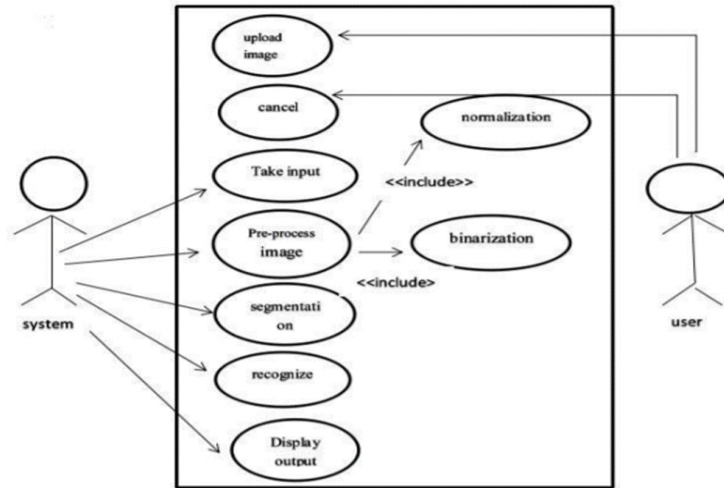 upload
image
cancel
normalization
Take input
<<include>>
Pre-process
image
binarization
<<include>
segmentati
on
system
user
recognize
Display
output